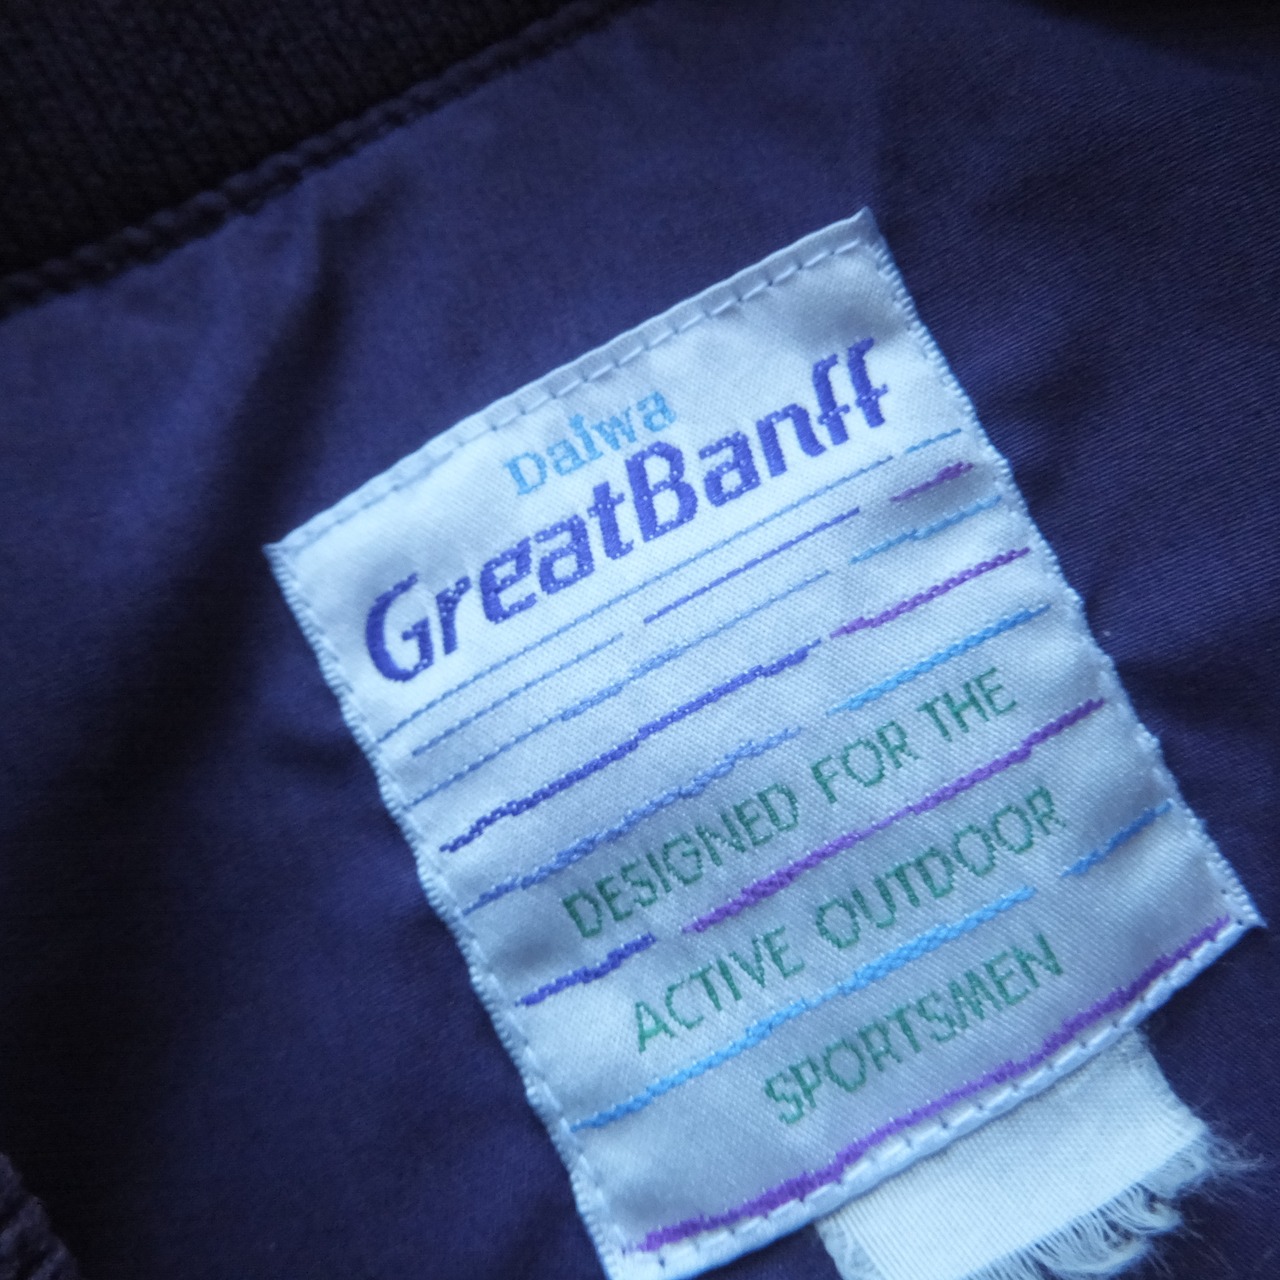 Daiwa
GreatBanff
DESIGNED FOR THE
ACTIVE OUTDOOR
SPORTSMEN